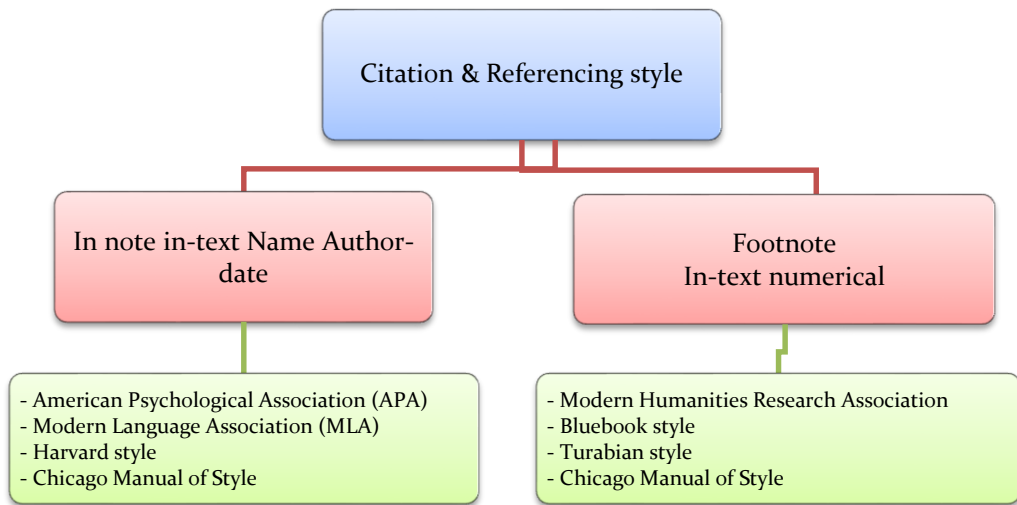 Citation & Referencing style
In note in-text Name Author-
date
Footnote
In-text numerical
- American Psychological Association (APA)
- Modern Language Association (MLA)
- Harvard style
- Chicago Manual of Style
- Modern Humanities Research Association
- Bluebook style
- Turabian style
- Chicago Manual of Style